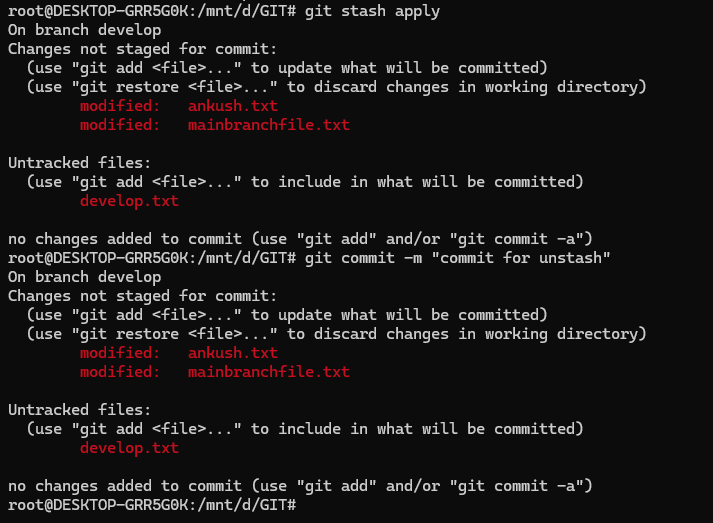 root@DESKTOP-GRR5G0K:/mnt/d/GIT# git stash apply
On branch develop
Changes not staged for commit:
  (use "git add <file>..." to update what will be committed)
  (use "git restore <file>..." to discard changes in working directory)
        modified:   ankush.txt
        modified:   mainbranchfile.txt

Untracked files:
  (use "git add <file>..." to include in what will be committed)
        develop.txt

no changes added to commit (use "git add" and/or "git commit -a")
root@DESKTOP-GRR5G0K:/mnt/d/GIT# git commit -m "commit for unstash"
On branch develop
Changes not staged for commit:
  (use "git add <file>..." to update what will be committed)
  (use "git restore <file>..." to discard changes in working directory)
        modified:   ankush.txt
        modified:   mainbranchfile.txt

Untracked files:
  (use "git add <file>..." to include in what will be committed)
        develop.txt

no changes added to commit (use "git add" and/or "git commit -a")
root@DESKTOP-GRR5G0K:/mnt/d/GIT#